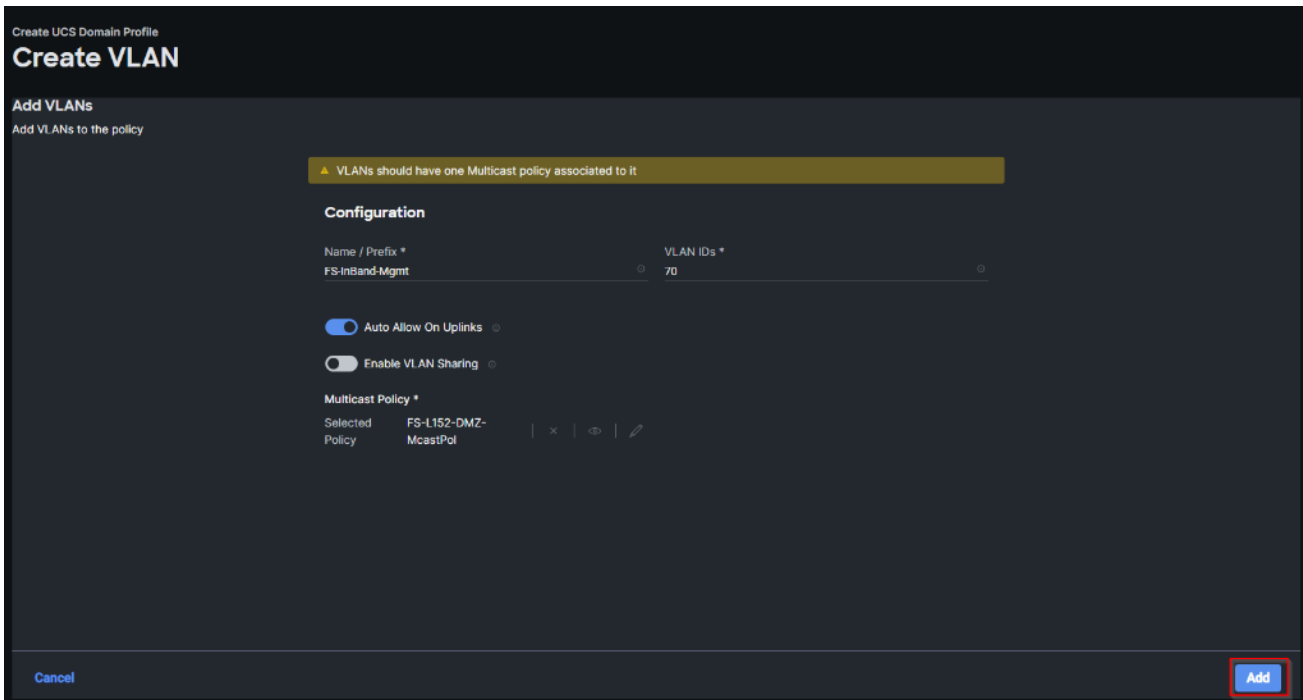 Create UCS Domain Profile
Create VLAN
Add VLANs
Add VLANs to the policy
VLANs should have one Multicast policy associated to it
Configuration
Name / Prefix *
VLAN IDs *
FS-InBand-Mgmt
70
Auto Allow On Uplinks
Enable VLAN Sharing
Multicast Policy *
Selected Policy
FS-L152-DMZ-
McastPol
Cancel
Add